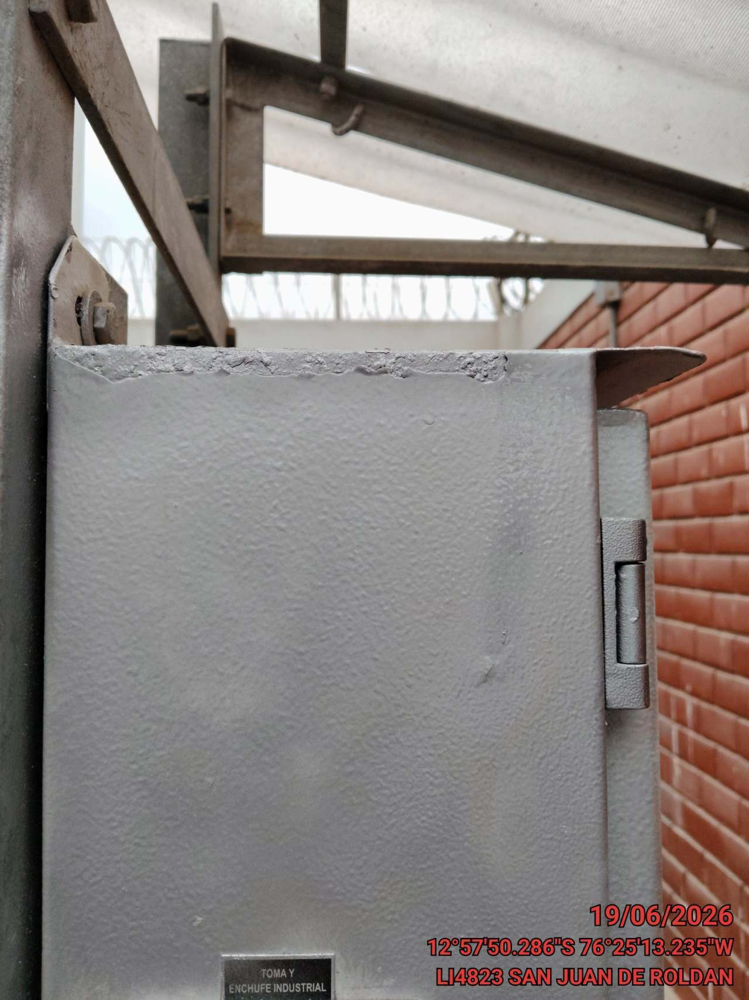 TOMA Y
ENCHUFE INDUSTRIAL
19/06/2026
12°57'50.286"S 76°25'13.235"W
LI4823 SAN JUAN DE ROLDAN